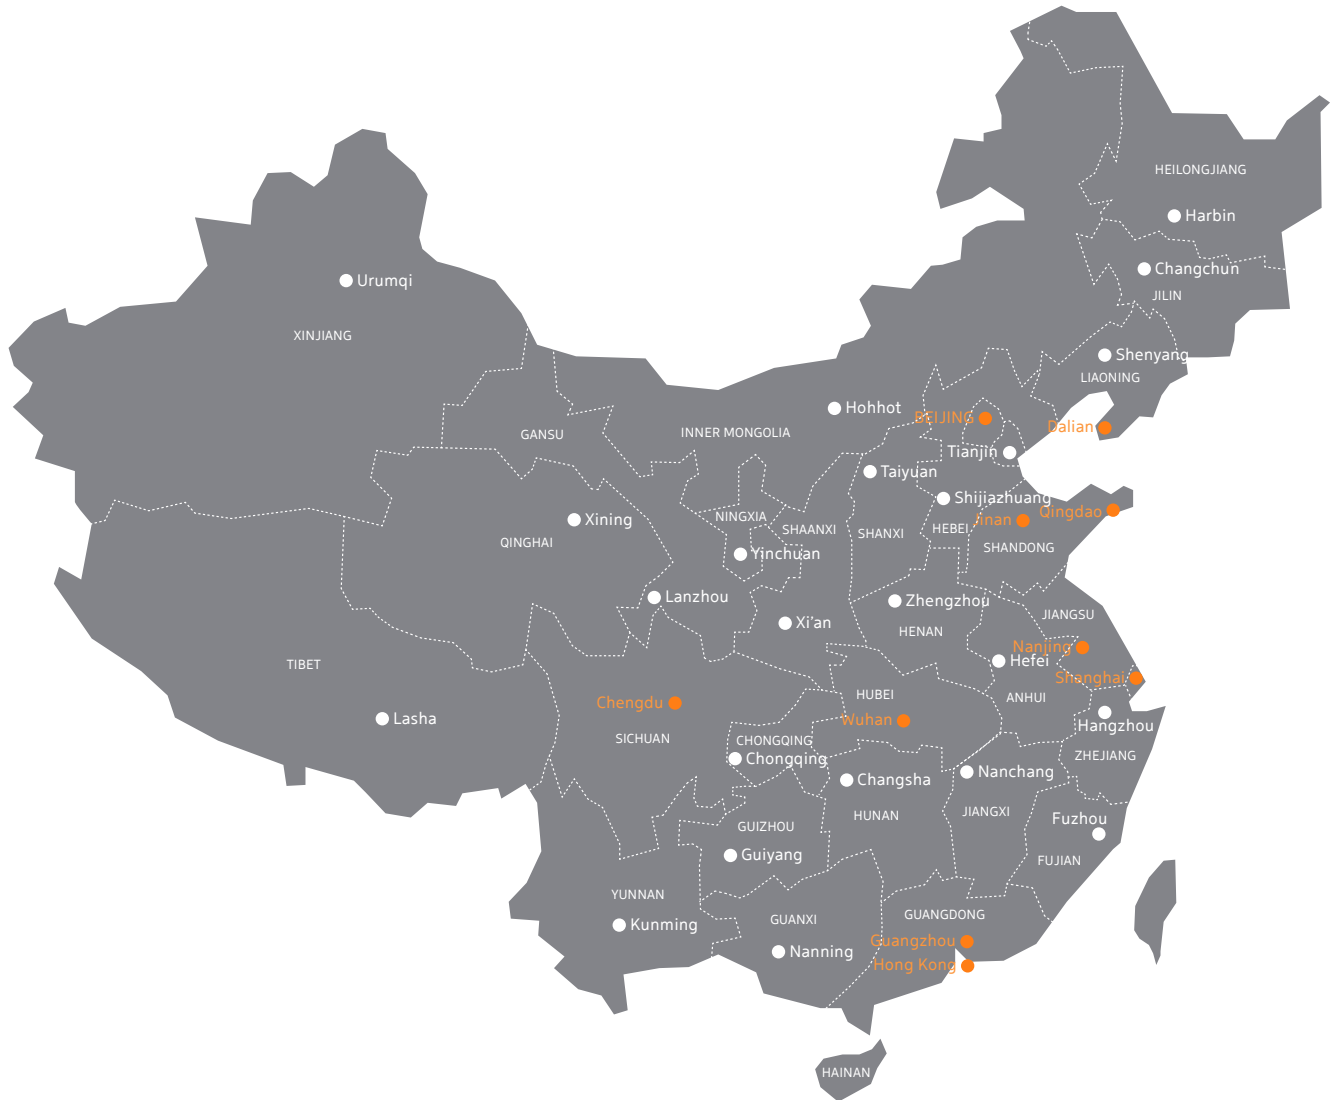 HEILONGJIANG
Harbin
Changchun
Urumqi
JILIN
XINJIANG
Shenyang
LIAONING
Hohhot
BEIJING
Dalian
GANSU
INNER MONGOLIA
Tianjin
Taiyuan
Shijiazhuang
Qingdao
NINGXIA
Xining
Jinan
SHAANXI
SHANXI
HEBEI
QINGHAI
SHANDONG
Yinchuan
Lanzhou
Zhengzhou
JIANGSU
Xi'an
HENAN
Nanjing
Hefei
TIBET
Shanghai
HUBEI
ANHUI
Chengdu
Lasha
Wuhan
Hangzhou
SICHUAN
CHONGQING
Chongqing
ZHEJIANG
Nanchang
Changsha
JIANGXI
HUNAN
Fuzhou
GUIZHOU
Guiyang
FUJIAN
YUNNAN
GUANGDONG
GUANXI
Kunming
Guangzhou
Nanning
Hong Kong
HAINAN